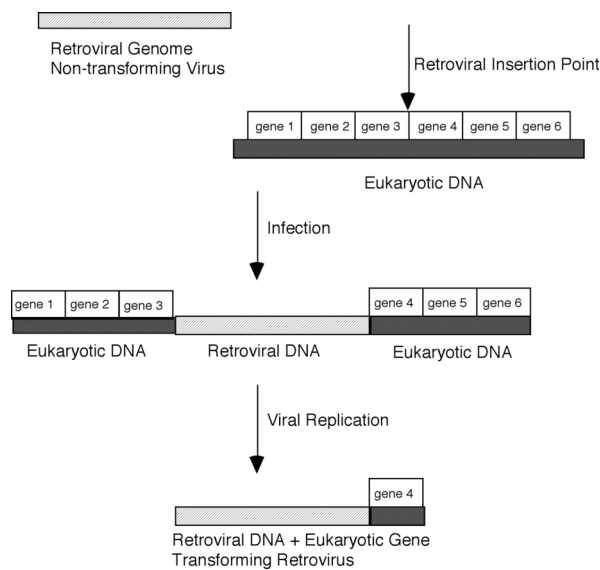 Retroviral Genome
Non-transforming Virus
Retroviral Insertion Point
gene 1 gene 2 gene 3 gene 4 gene 5 gene 6
Eukaryotic DNA
Infection
gene 1 gene 2 gene 3 gene 4 gene 5 gene 6
Eukaryotic DNA Retroviral DNA Eukaryotic DNA
Viral Replication
gene 4
Retroviral DNA + Eukaryotic Gene
Transforming Retrovirus